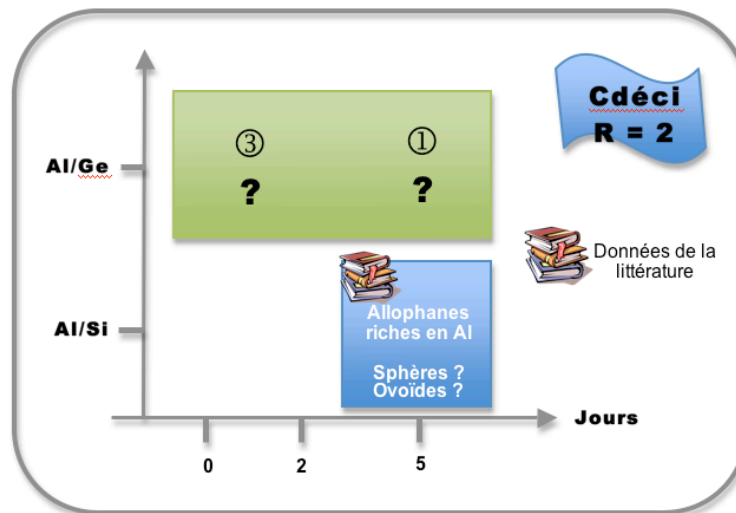 Cdéci
R = 2
Al/Ge
③
①
?
?
Données de la
littérature
Al/Si
Allophanes
riches en Al
Sphères ?
Ovoïdes ?
Jours
0
2
5